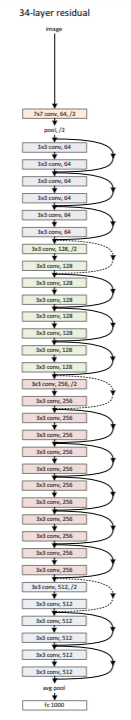 34-layer residual
image
7x7 conv, 64, /2
pool, /2
3x3 conv, 64
3x3 conv, 64
3x3 conv, 64
3x3 conv, 64
3x3 conv, 64
3x3 conv, 64
3x3 conv, 128, /2
3x3 conv, 128
3x3 conv, 128
3x3 conv, 128
3x3 conv, 128
3x3 conv, 128
3x3 conv, 128
3x3 conv, 128
3x3 conv, 256, /2
3x3 conv, 256
3x3 conv, 256
3x3 conv, 256
3x3 conv, 256
3x3 conv, 256
3x3 conv, 256
3x3 conv, 256
3x3 conv, 256
3x3 conv, 256
3x3 conv, 256
3x3 conv, 256
3x3 conv, 512, /2
3x3 conv, 512
3x3 conv, 512
3x3 conv, 512
3x3 conv, 512
3x3 conv, 512
avg pool
fc 1000